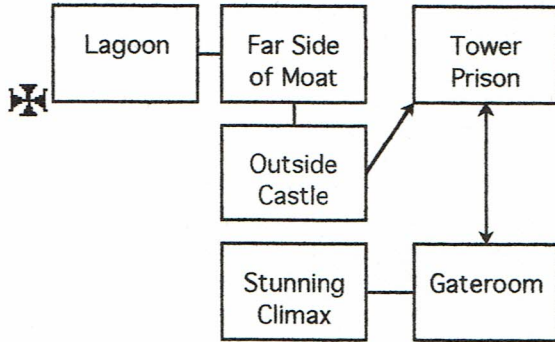 Lagoon
Far Side
of Moat
Tower
Prison
Outside
Castle
Stunning
Climax
Gateroom